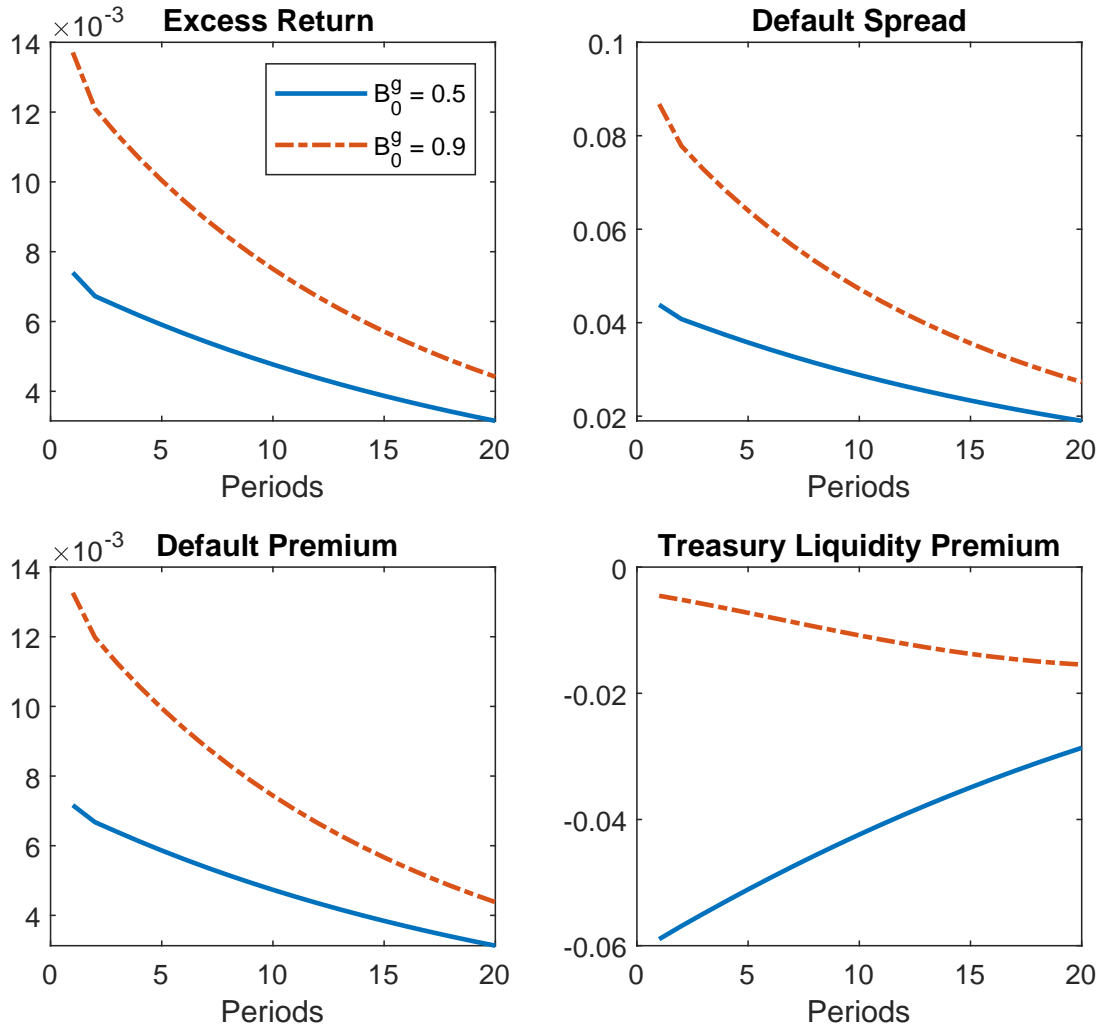 Excess Return
×10⁻³
14
12
10
8
6
4
0 5 10 15 20
Periods
B₀ᵍ = 0.5
B₀ᵍ = 0.9
Default Spread
0.1
0.08
0.06
0.04
0.02
0 5 10 15 20
Periods
Default Premium
×10⁻³
14
12
10
8
6
4
0 5 10 15 20
Periods
Treasury Liquidity Premium
0
-0.02
-0.04
-0.06
0 5 10 15 20
Periods